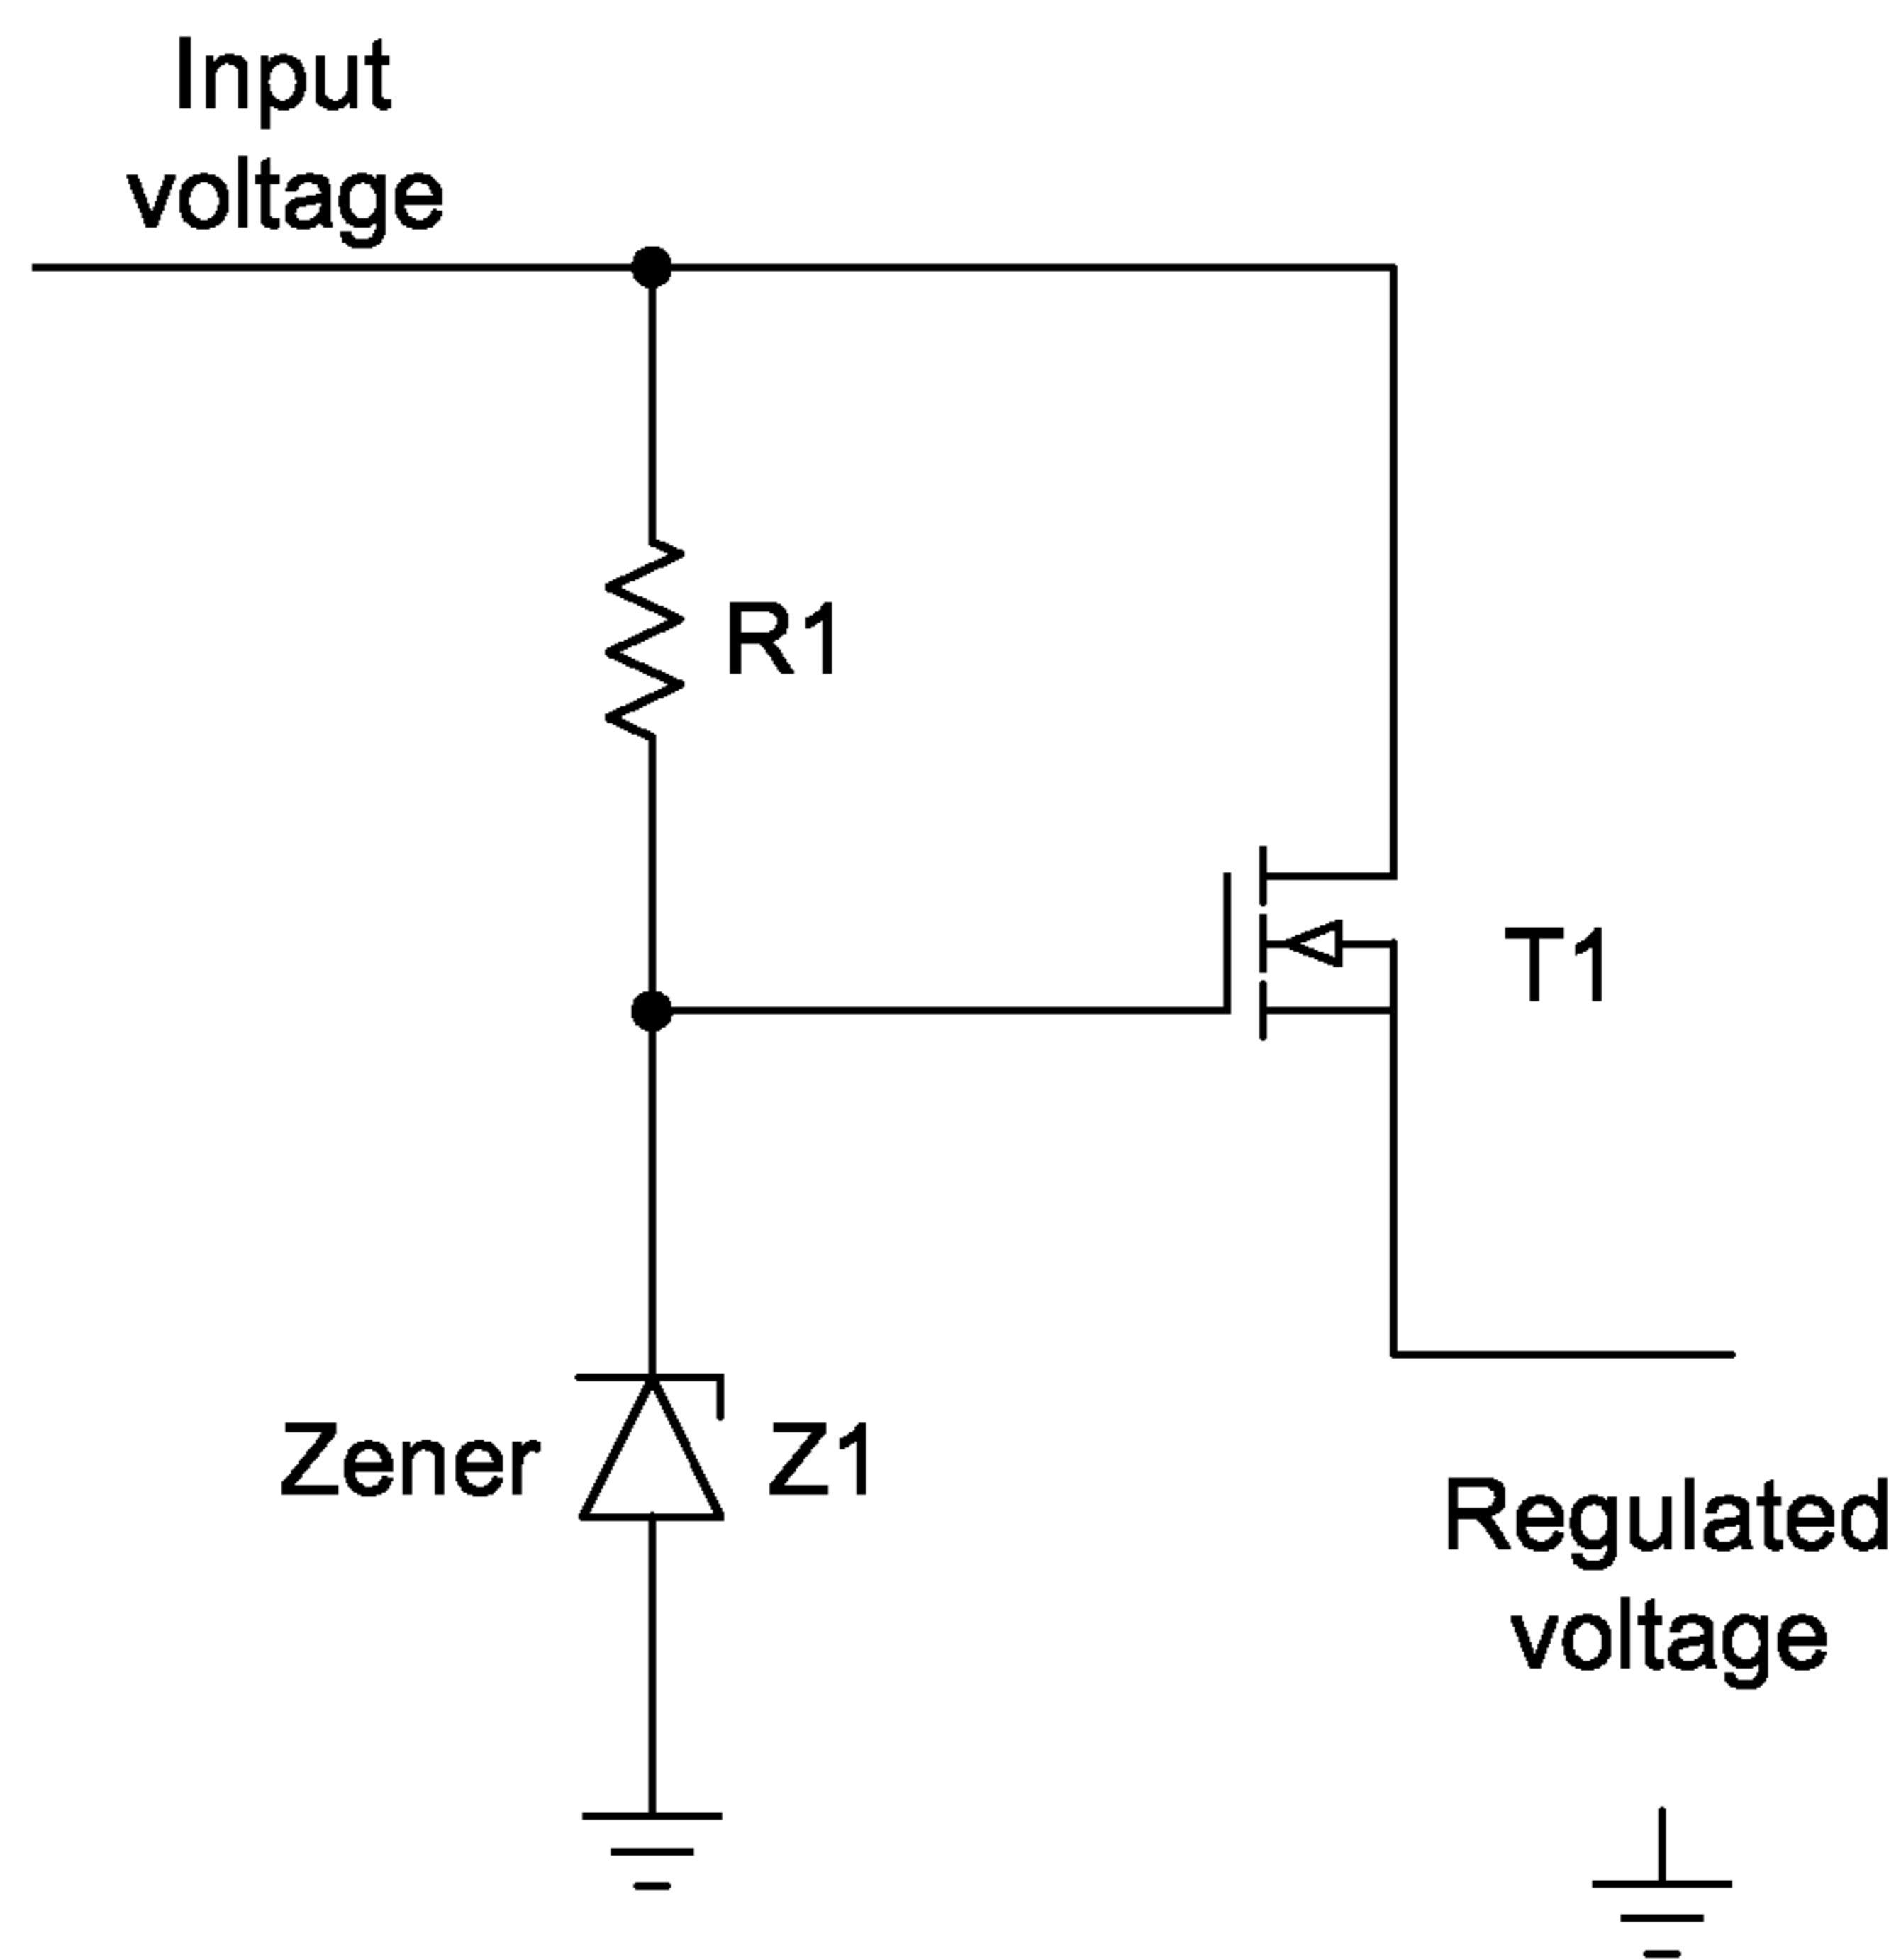 Input
voltage
R1
T1
Zener
Z1
Regulated
voltage